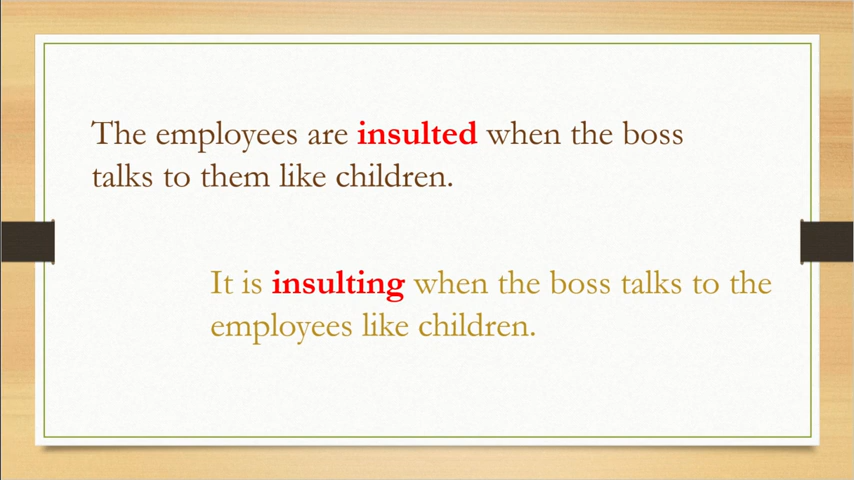 The employees are insulted when the boss
talks to them like children.
It is insulting when the boss talks to the
employees like children.